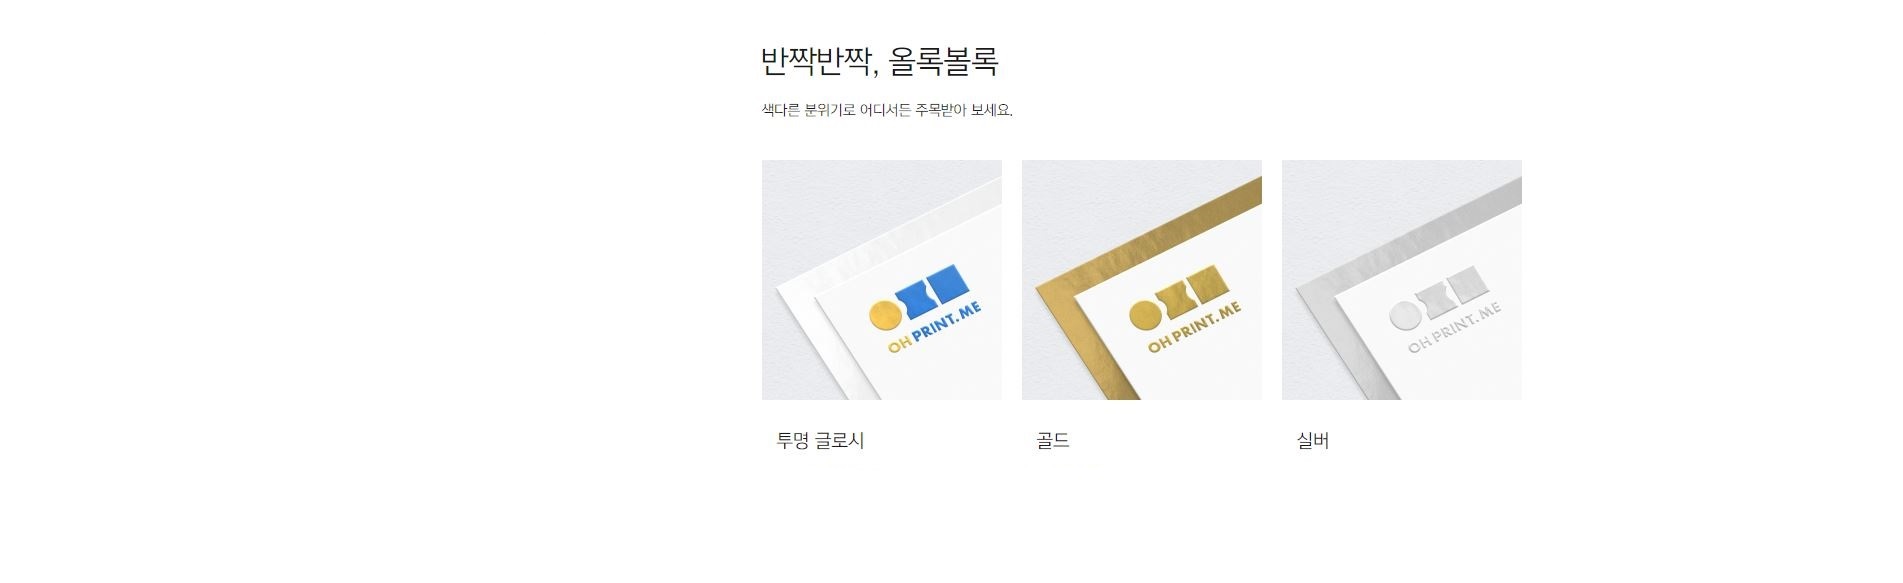 반짝반짝, 올록볼록
색다른 분위기로 어디서든 주목받아 보세요.
OH PRINT.ME
OH PRINT.ME
OH PRINT.ME
투명 글로시
골드
실버